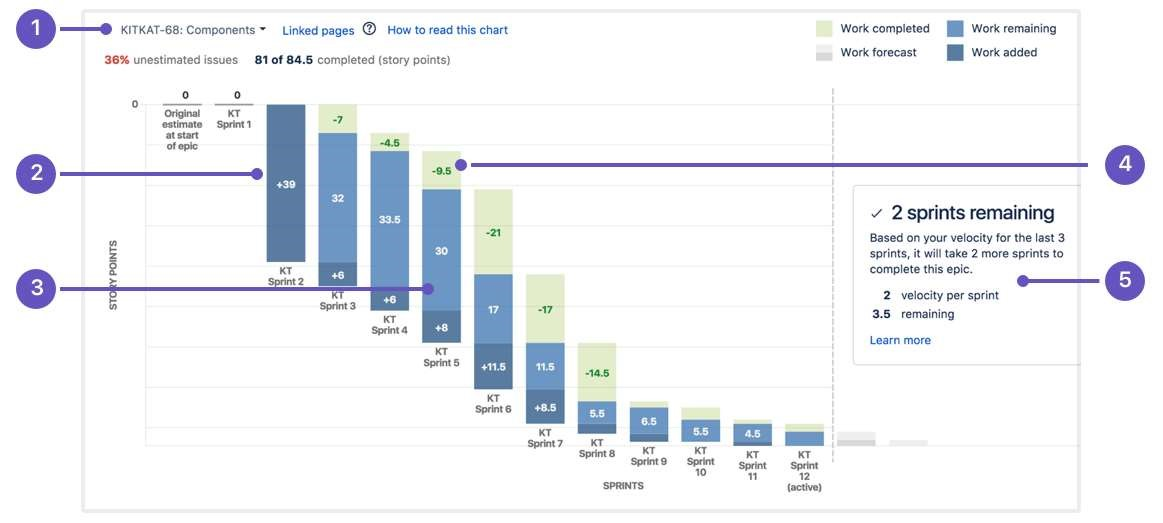 1
KITKAT-68: Components
Linked pages
?
How to read this chart
Work completed
Work remaining
Work forecast
Work added
36% unestimated issues
81 of 84.5 completed (story points)
0
0
Original
estimate
at start
of epic
0
KT
Sprint 1
2
+39
KT
Sprint 2
-7
32
+6
KT
Sprint 3
-4.5
33.5
+6
KT
Sprint 4
-9.5
30
+8
KT
Sprint 5
-21
17
+11.5
KT
Sprint 6
-17
11.5
+8.5
KT
Sprint 7
-14.5
5.5
KT
Sprint 8
6.5
KT
Sprint 9
5.5
KT
Sprint
10
4.5
KT
Sprint
11
KT
Sprint
12
(active)
3
STORY POINTS
SPRINTS
4
2 sprints remaining
Based on your velocity for the last 3
sprints, it will take 2 more sprints to
complete this epic.
2 velocity per sprint
3.5 remaining
Learn more
5